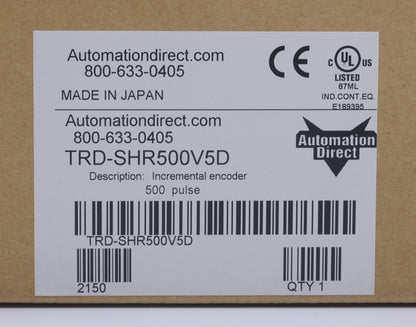 Automationdirect.com
800-633-0405
MADE IN JAPAN
CE
C UL US
LISTED
87ML
IND.CONT.EQ.
E189395
Automationdirect.com
800-633-0405
TRD-SHR500V5D
Description: Incremental encoder
500 pulse
Automation
Direct
TRD-SHR500V5D
2150
QTY 1